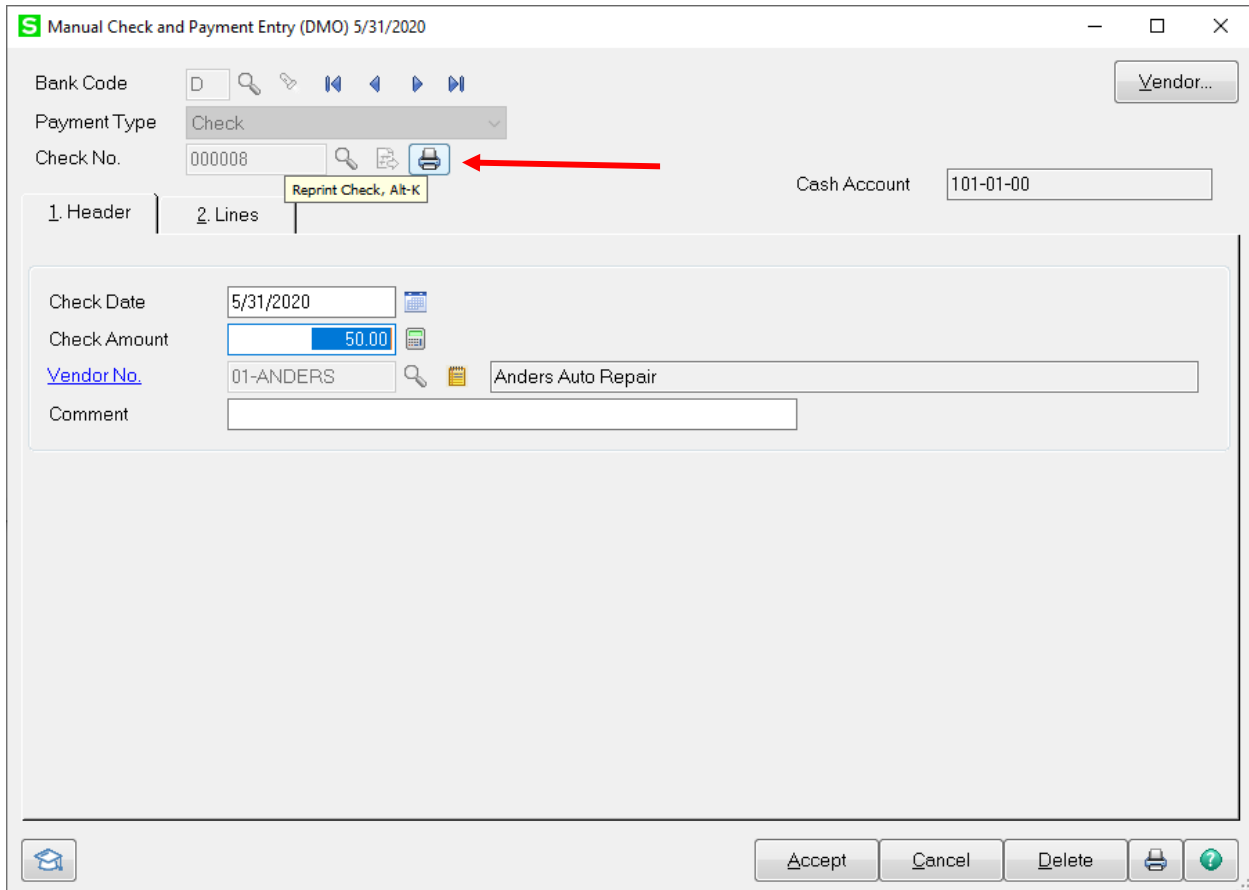 S Manual Check and Payment Entry (DMO) 5/31/2020
Bank Code D
Vendor...
Payment Type Check
Check No. 000008
Reprint Check, Alt-K
Cash Account 101-01-00
1. Header 2. Lines
Check Date 5/31/2020
Check Amount 50.00
Vendor No. 01-ANDERS Anders Auto Repair
Comment
Accept Cancel Delete ?